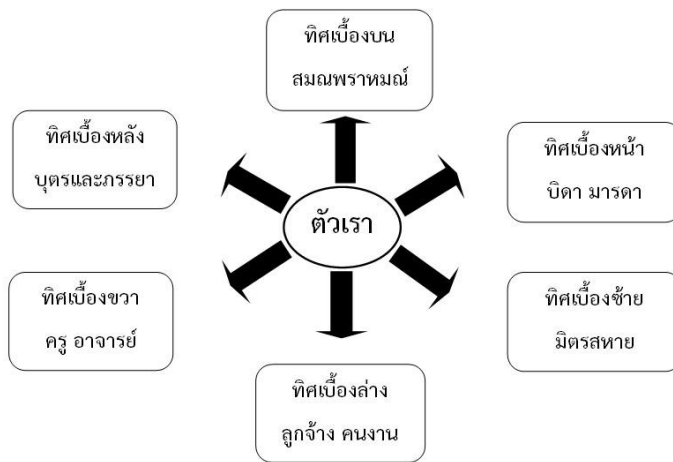 ทิศเบื้องบน
สมณพราหมณ์
ทิศเบื้องหลัง
บุตรและภรรยา
ทิศเบื้องหน้า
บิดา มารดา
ตัวเรา
ทิศเบื้องขวา
ครู อาจารย์
ทิศเบื้องซ้าย
มิตรสหาย
ทิศเบื้องล่าง
ลูกจ้าง คนงาน